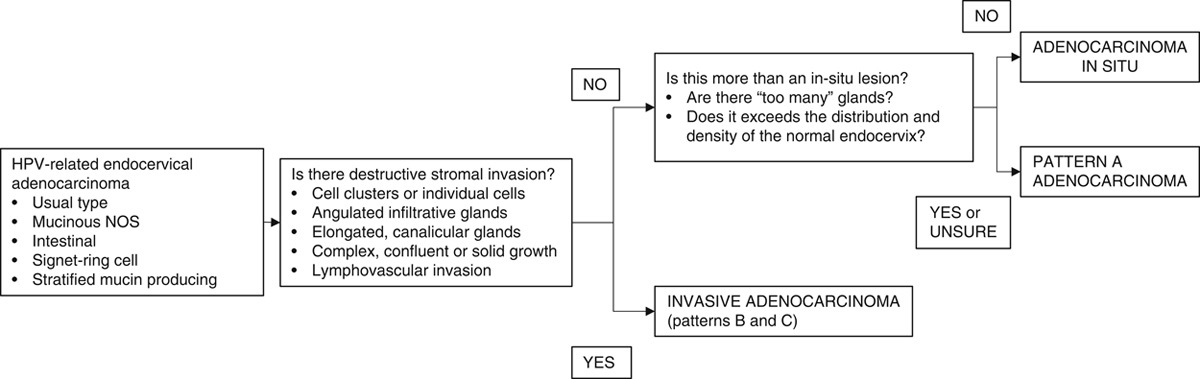 HPV-related endocervical
adenocarcinoma
• Usual type
• Mucinous NOS
• Intestinal
• Signet-ring cell
• Stratified mucin producing
Is there destructive stromal invasion?
• Cell clusters or individual cells
• Angulated infiltrative glands
• Elongated, canalicular glands
• Complex, confluent or solid growth
• Lymphovascular invasion
NO
Is this more than an in-situ lesion?
• Are there “too many” glands?
• Does it exceeds the distribution and
density of the normal endocervix?
NO
ADENOCARCINOMA
IN SITU
YES or
UNSURE
PATTERN A
ADENOCARCINOMA
YES
INVASIVE ADENOCARCINOMA
(patterns B and C)